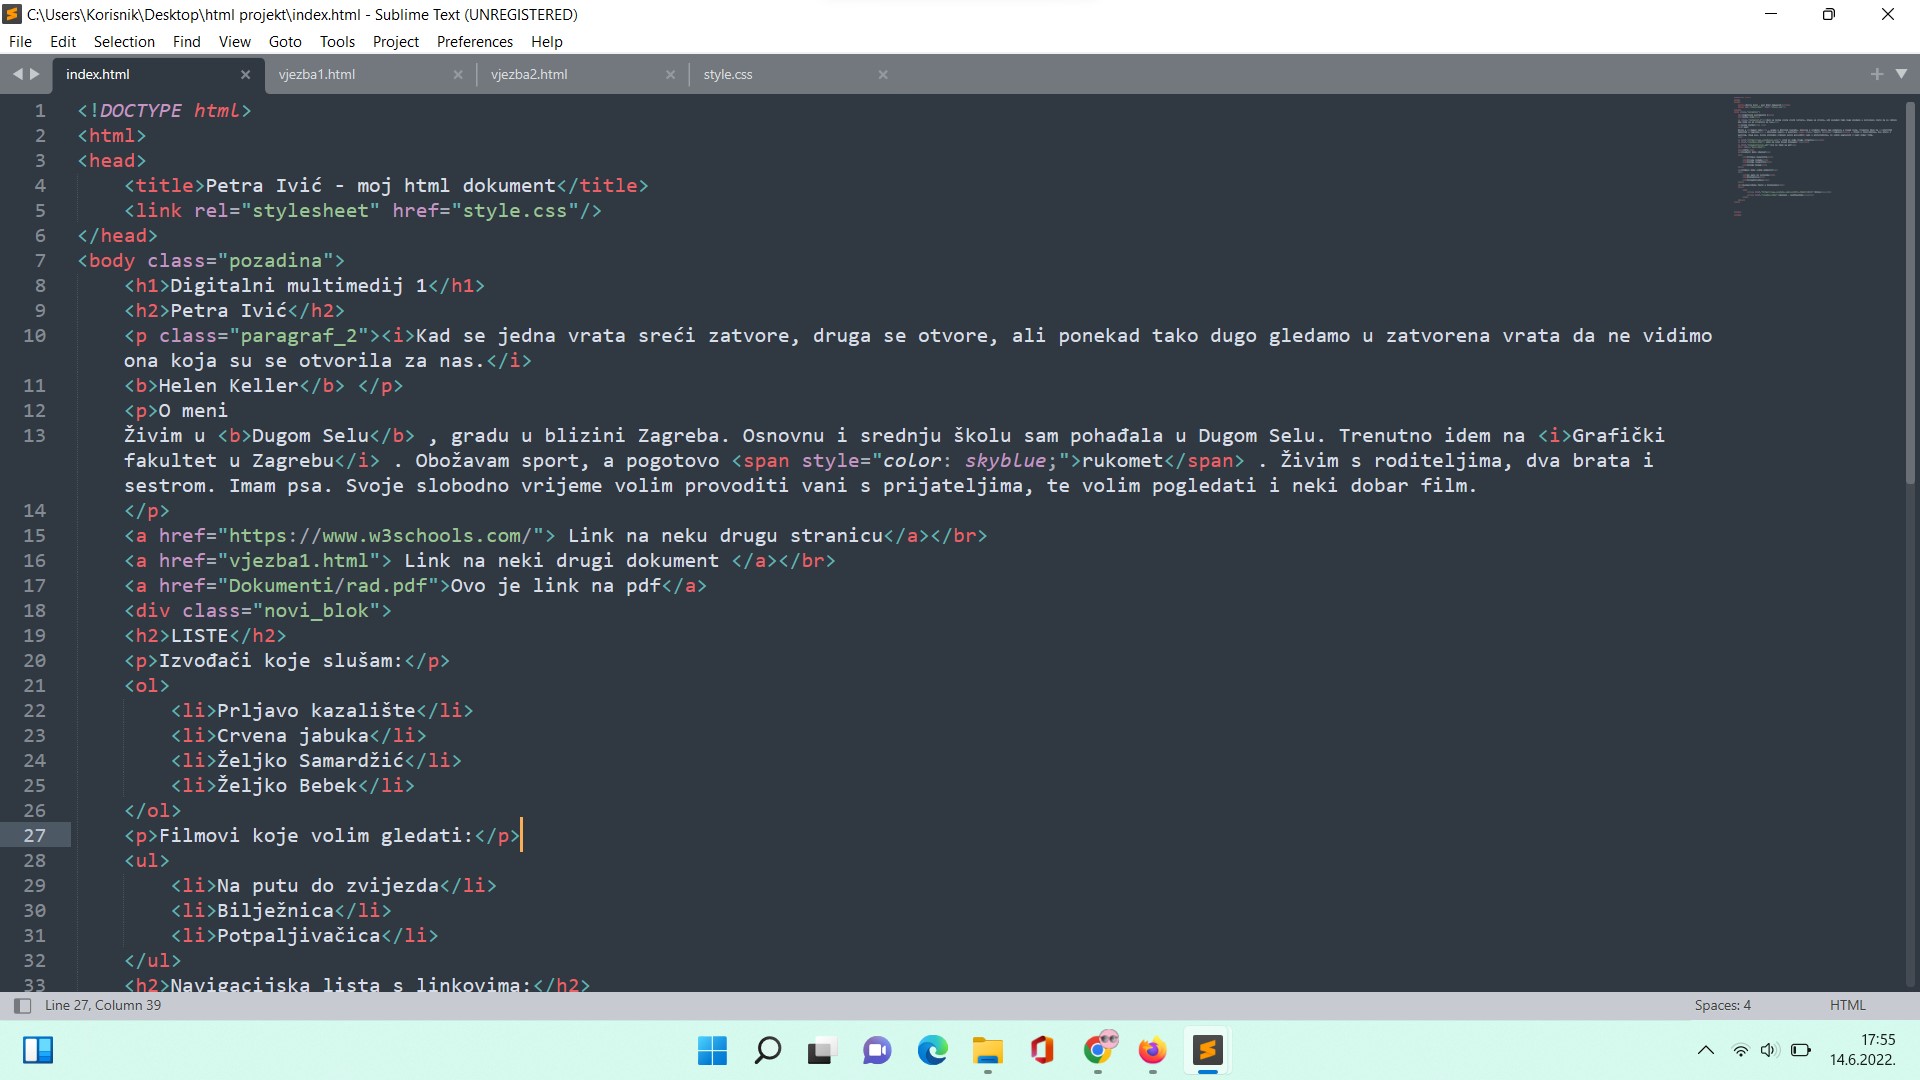 C:\Users\Korisnik\Desktop\html projekt\index.html - Sublime Text (UNREGISTERED)
File Edit Selection Find View Goto Tools Project Preferences Help
index.html vjezba1.html vjezba2.html style.css
1 <!DOCTYPE html>
2 <html>
3 <head>
4 <title>Petra Ivić - moj html dokument</title>
5 <link rel="stylesheet" href="style.css"/>
6 </head>
7 <body class="pozadina">
8 <h1>Digitalni multimedij 1</h1>
9 <h2>Petra Ivić</h2>
10 <p class="paragraf_2"><i>Kad se jedna vrata sreći zatvore, druga se otvore, ali ponekad tako dugo gledamo u zatvorena vrata da ne vidimo
ona koja su se otvorila za nas.</i>
11 <b>Helen Keller</b> </p>
12 <p>O meni
13 Živim u <b>Dugom Selu</b> , gradu u blizini Zagreba. Osnovnu i srednju školu sam pohađala u Dugom Selu. Trenutno idem na <i>Grafički
fakultet u Zagrebu</i> . Obožavam sport, a pogotovo <span style="color: skyblue;">rukomet</span> . Živim s roditeljima, dva brata i
sestrom. Imam psa. Svoje slobodno vrijeme volim provoditi vani s prijateljima, te volim pogledati i neki dobar film.
14 </p>
15 <a href="https://www.w3schools.com/"> Link na neku drugu stranicu</a></br>
16 <a href="vjezba1.html"> Link na neki drugi dokument </a></br>
17 <a href="Dokumenti/rad.pdf">Ovo je link na pdf</a>
18 <div class="novi_blok">
19 <h2>LISTE</h2>
20 <p>Izvođači koje slušam:</p>
21 <ol>
22 <li>Prljavo kazalište</li>
23 <li>Crvena jabuka</li>
24 <li>Željko Samardžić</li>
25 <li>Željko Bebek</li>
26 </ol>
27 <p>Filmovi koje volim gledati:</p>
28 <ul>
29 <li>Na putu do zvijezda</li>
30 <li>Bilježnica</li>
31 <li>Potpaljivačica</li>
32 </ul>
33 <h2>Navigacijska lista s linkovima:</h2>
Line 27, Column 39 Spaces: 4 HTML
17:55
14.6.2022.